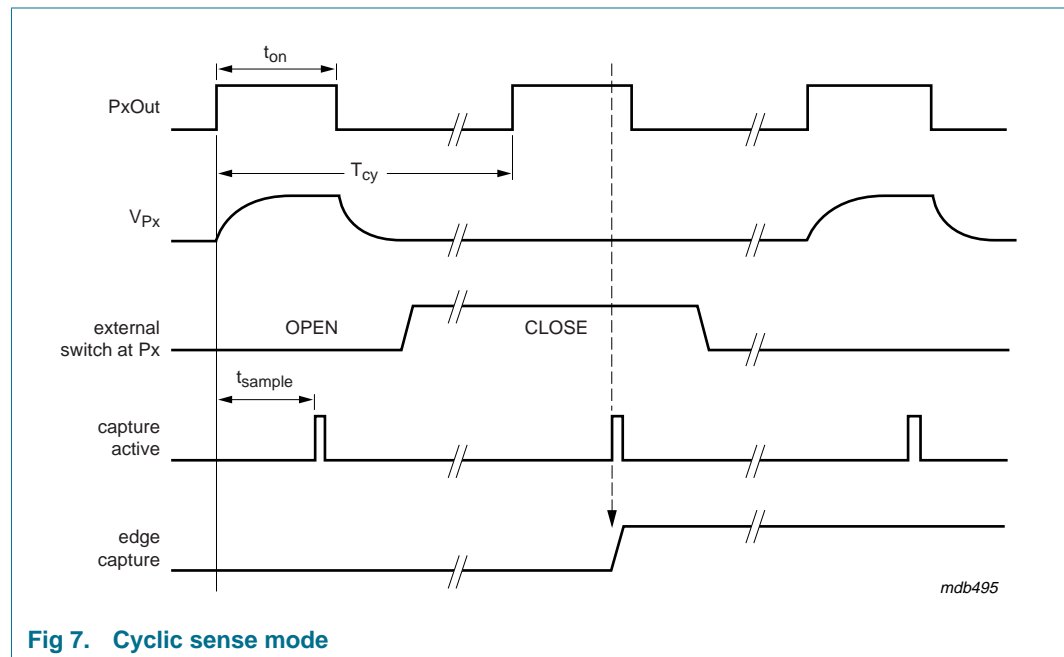 ton
PxOut
Tcy
VPx
external
switch at Px
OPEN
CLOSE
tsample
capture
active
edge
capture
mdb495
Fig 7. Cyclic sense mode